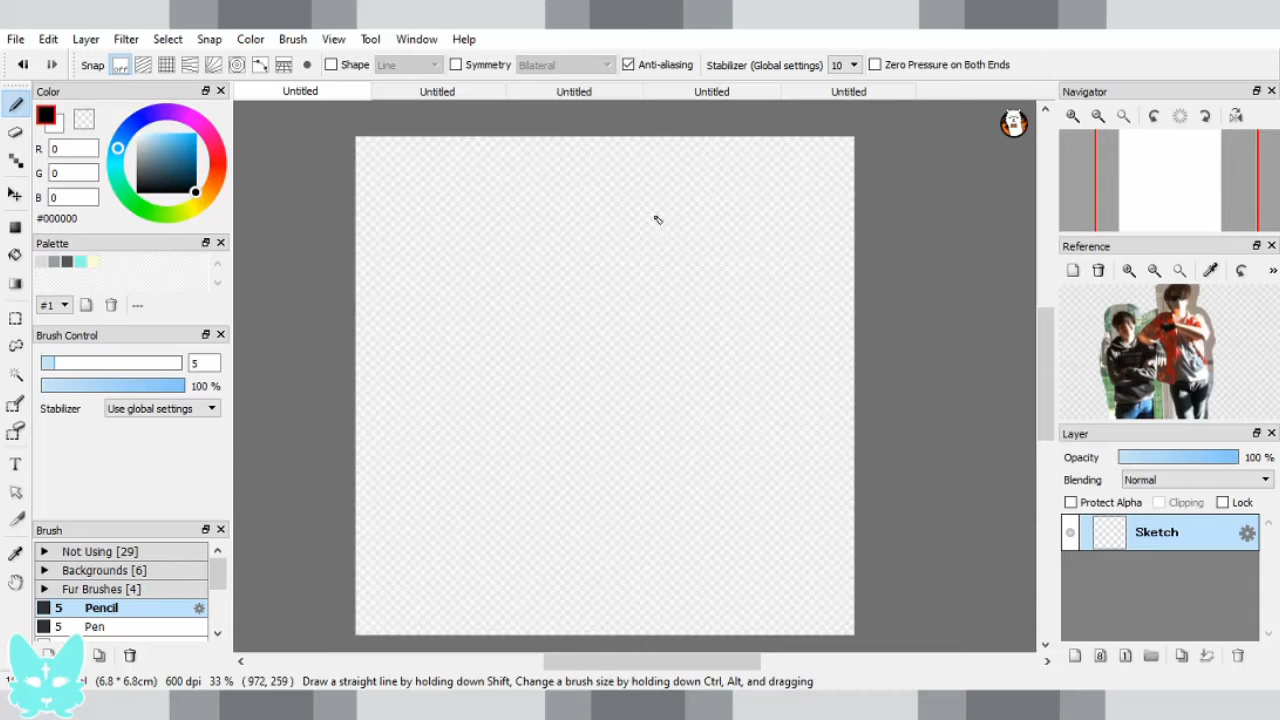 File Edit Layer Filter Select Snap Color Brush View Tool Window Help
Snap OFF Shape Line Symmetry Bilateral Anti-aliasing Stabilizer (Global settings) 10 Zero Pressure on Both Ends
Color
R 0
G 0
B 0
#000000
Palette
#1
Brush Control
5
100 %
Stabilizer Use global settings
Brush
Not Using [29]
Backgrounds [6]
Fur Brushes [4]
5 Pencil
5 Pen
Untitled Untitled Untitled Untitled Untitled
Navigator
Reference
Layer
Opacity 100 %
Blending Normal
Protect Alpha Clipping Lock
Sketch
(6.8 * 6.8cm) 600 dpi 33 % ( 972, 259 ) Draw a straight line by holding down Shift, Change a brush size by holding down Ctrl, Alt, and dragging